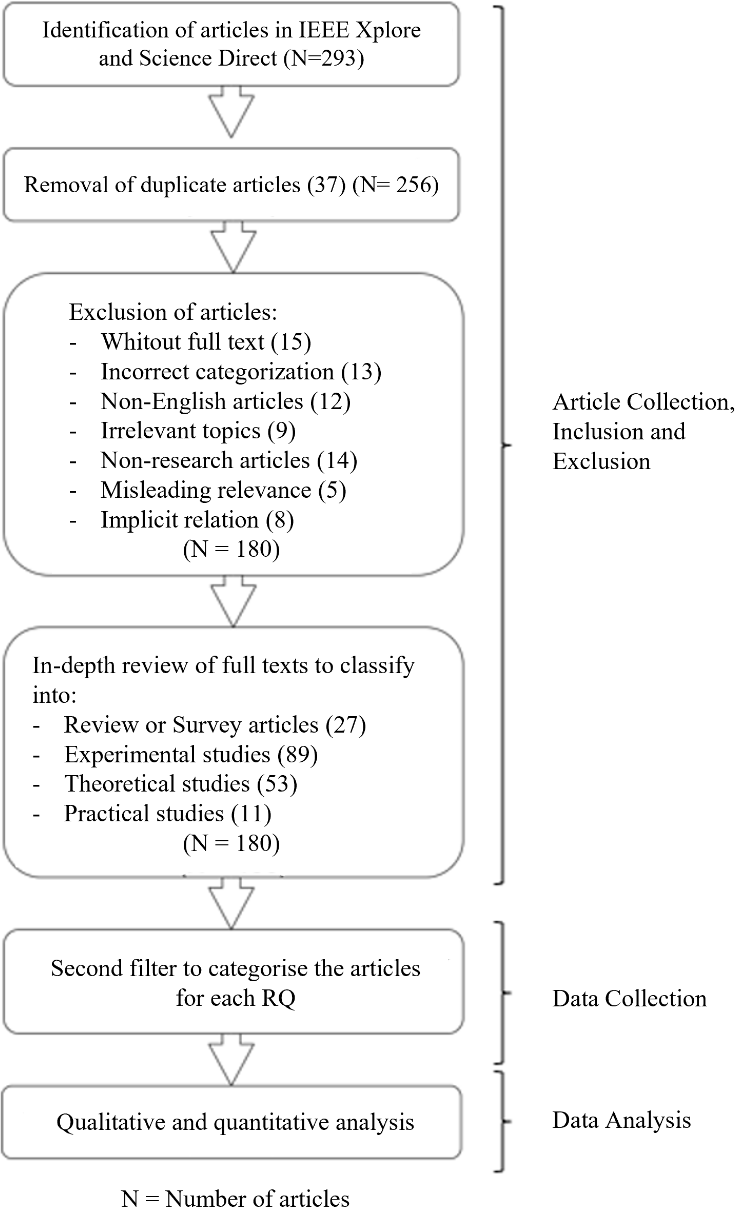 Identification of articles in IEEE Xplore
and Science Direct (N=293)
Removal of duplicate articles (37) (N= 256)
Exclusion of articles:
- Whitout full text (15)
- Incorrect categorization (13)
- Non-English articles (12)
- Irrelevant topics (9)
- Non-research articles (14)
- Misleading relevance (5)
- Implicit relation (8)
(N = 180)
Article Collection,
Inclusion and
Exclusion
In-depth review of full texts to classify
into:
- Review or Survey articles (27)
- Experimental studies (89)
- Theoretical studies (53)
- Practical studies (11)
(N = 180)
Second filter to categorise the articles
for each RQ
Data Collection
Qualitative and quantitative analysis
Data Analysis
N = Number of articles